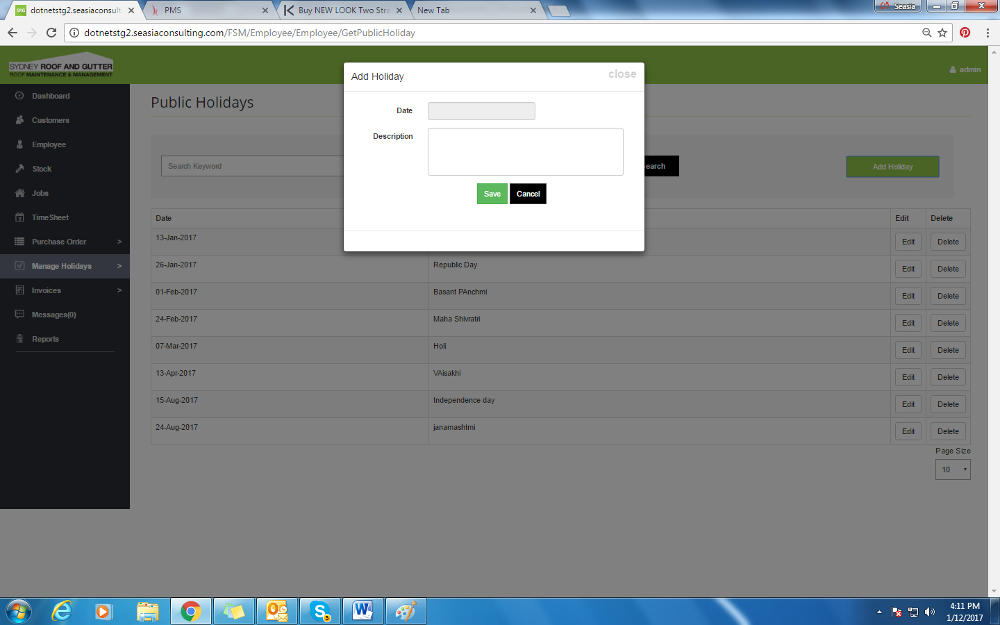 dotnetstg2.seasiaconsult
PMS
Buy NEW LOOK Two Stra
New Tab
Seasia
dotnetstg2.seasiaconsulting.com/FSM/Employee/Employee/GetPublicHoliday
SYDNEY ROOF AND GUTTER
ROOF MAINTENANCE & MANAGEMENT
admin
Add Holiday
close
Date
Description
Save
Cancel
Dashboard
Customers
Employee
Stock
Jobs
TimeSheet
Purchase Order >
Manage Holidays >
Invoices >
Messages(0)
Reports
Public Holidays
Search Keyword
earch
Add Holiday
Date Edit Delete
13-Jan-2017 Edit Delete
26-Jan-2017 Republic Day Edit Delete
01-Feb-2017 Basant PAnchmi Edit Delete
24-Feb-2017 Maha Shivratri Edit Delete
07-Mar-2017 Holi Edit Delete
13-Apr-2017 VAisakhi Edit Delete
15-Aug-2017 Independence day Edit Delete
24-Aug-2017 janamashtmi Edit Delete
Page Size
10
4:11 PM
1/12/2017